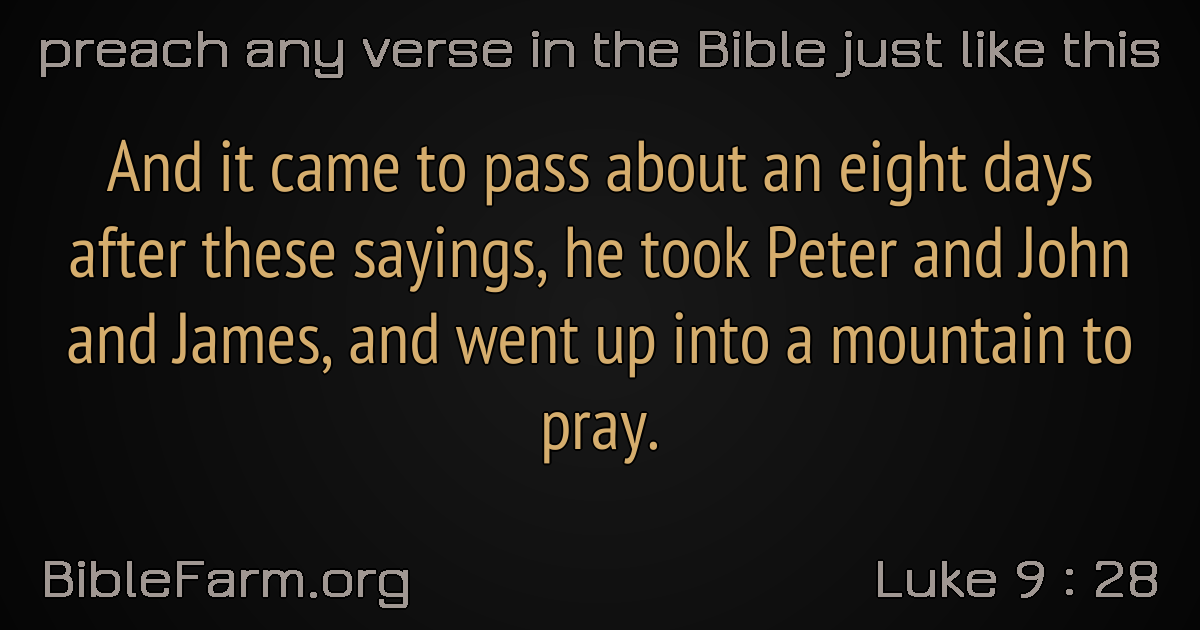 preach any verse in the Bible just like this
And it came to pass about an eight days
after these sayings, he took Peter and John
and James, and went up into a mountain to
pray.
BibleFarm.org
Luke 9 : 28